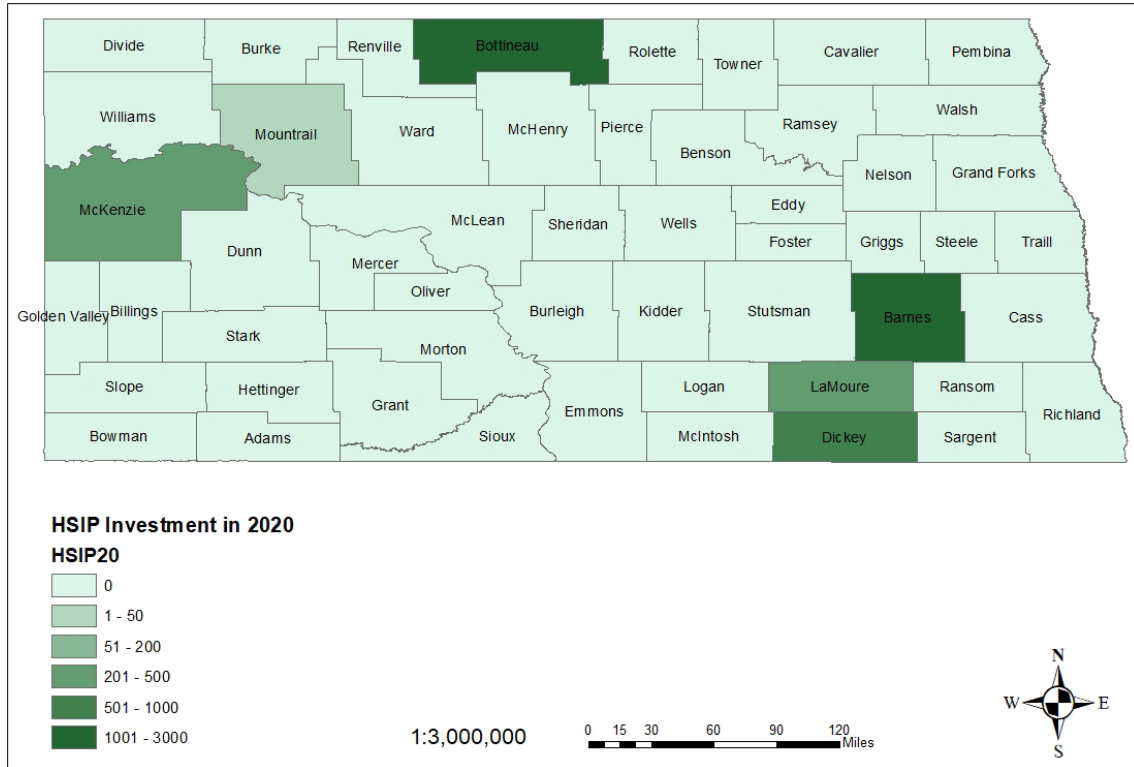 Divide
Burke
Renville
Bottineau
Rolette
Towner
Cavalier
Pembina
Williams
Mountrail
Ward
McHenry
Pierce
Benson
Ramsey
Walsh
Nelson
Grand Forks
McKenzie
Dunn
McLean
Sheridan
Wells
Eddy
Foster
Griggs
Steele
Traill
Mercer
Oliver
Golden Valley
Billings
Stark
Morton
Burleigh
Kidder
Stutsman
Barnes
Cass
Slope
Hettinger
Grant
Emmons
Logan
LaMoure
Ransom
Richland
Bowman
Adams
Sioux
McIntosh
Dickey
Sargent
HSIP Investment in 2020
HSIP20
0
1 - 50
51 - 200
201 - 500
501 - 1000
1001 - 3000
1:3,000,000
0 15 30 60 90 120
Miles
N
W E
S